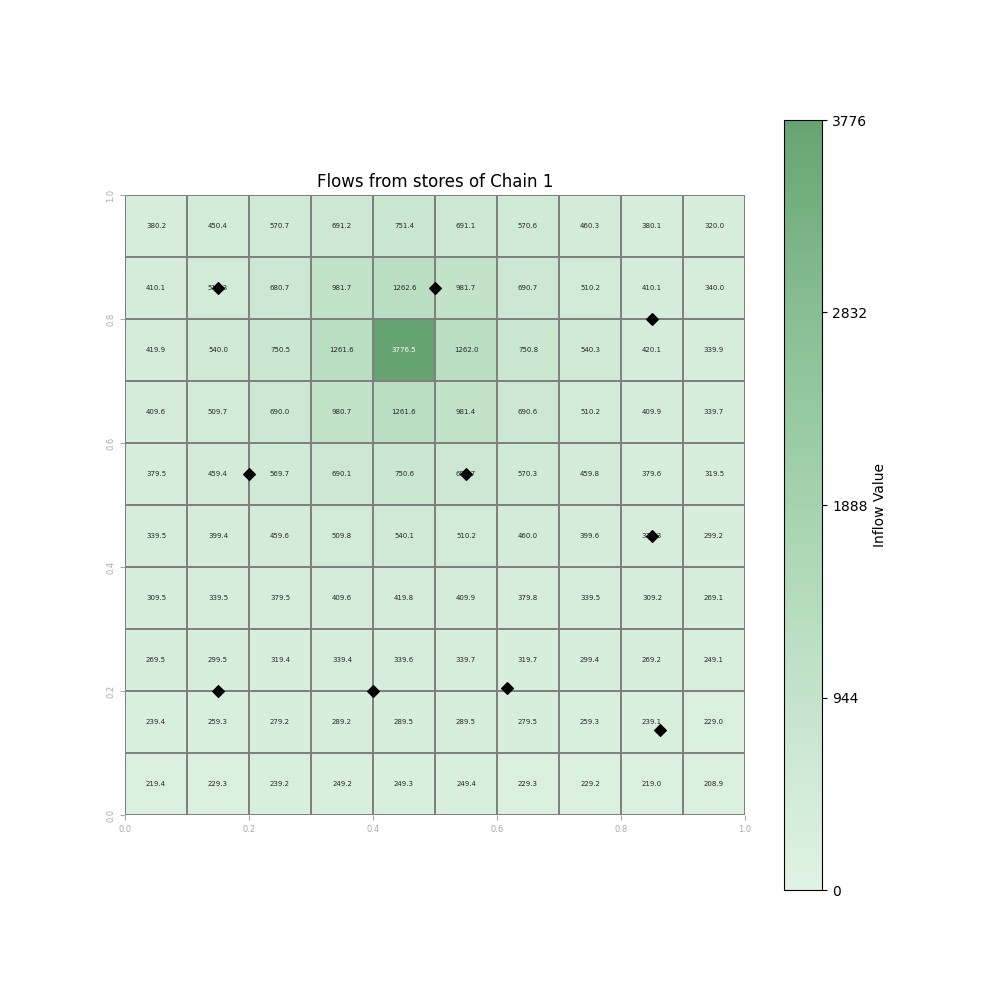 Flows from stores of Chain 1
3776
1.0
380.2 450.4 570.7 691.2 751.4 691.1 570.6 460.3 380.1 320.0
410.1 680.7 981.7 1262.6 981.7 690.7 510.2 410.1 340.0
0.8
2832
419.9 540.0 750.5 1261.6 3776.5 1262.0 750.8 540.3 420.1 339.9
409.6 509.7 690.0 980.7 1261.6 981.4 690.6 510.2 409.9 339.7
0.6
379.5 459.4 569.7 690.1 750.6 570.3 459.8 379.6 319.5
1888
Inflow Value
339.5 399.4 459.6 509.8 540.1 510.2 460.0 399.6 299.2
0.4
309.5 339.5 379.5 409.6 419.8 409.9 379.8 339.5 309.2 269.1
269.5 299.5 319.4 339.4 339.6 339.7 319.7 299.4 269.2 249.1
0.2
944
239.4 259.3 279.2 289.2 289.5 289.5 279.5 259.3 239.1 229.0
219.4 229.3 239.2 249.2 249.3 249.4 229.3 229.2 219.0 208.9
0.0
0.0 0.2 0.4 0.6 0.8 1.0
0